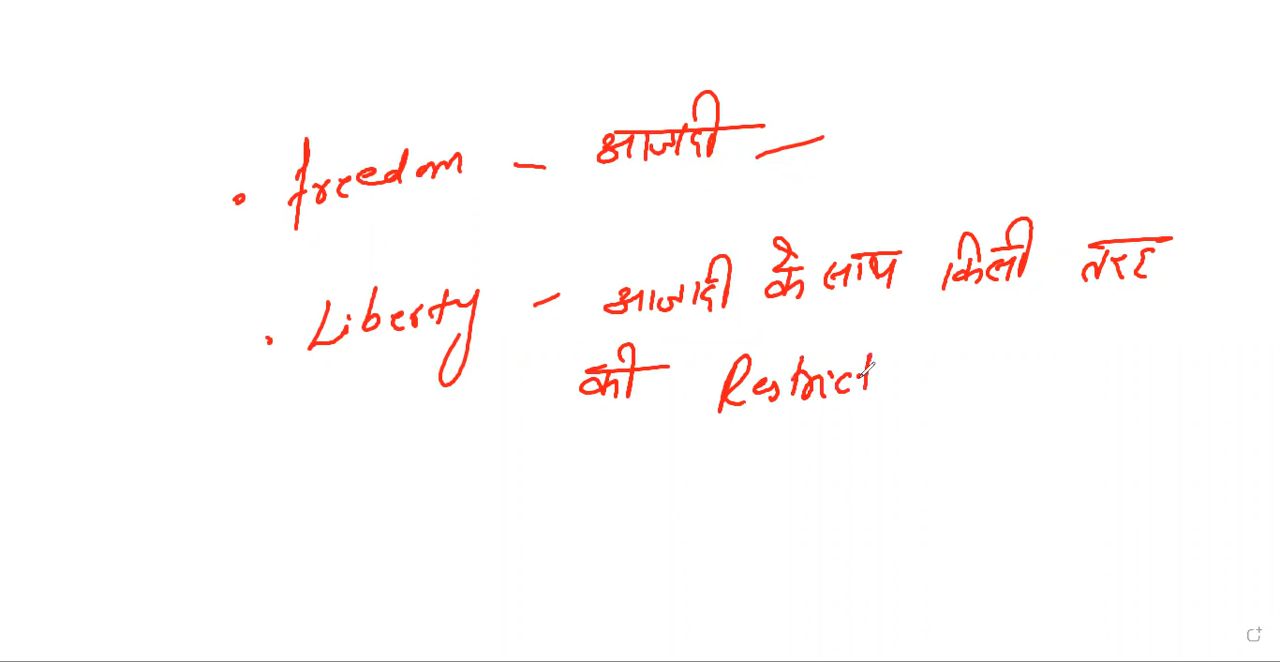 • freedom – आजादी –
• Liberty – आजादी के साथ किसी तरह
की Restrict